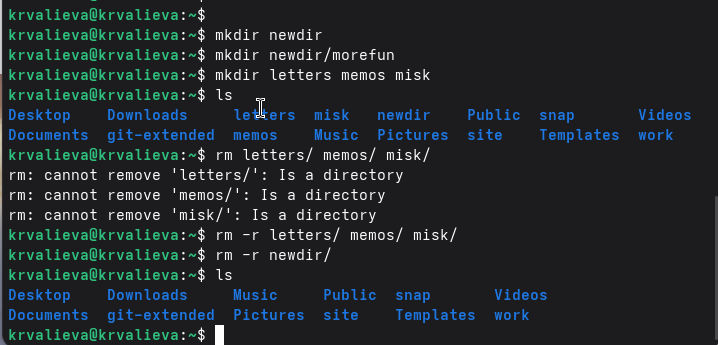 krvalieva@krvalieva:~$
krvalieva@krvalieva:~$ mkdir newdir
krvalieva@krvalieva:~$ mkdir newdir/morefun
krvalieva@krvalieva:~$ mkdir letters memos misk
krvalieva@krvalieva:~$ ls
Desktop    Downloads     letters  misk   newdir    Public  snap       Videos
Documents  git-extended  memos    Music  Pictures  site    Templates  work
krvalieva@krvalieva:~$ rm letters/ memos/ misk/
rm: cannot remove 'letters/': Is a directory
rm: cannot remove 'memos/': Is a directory
rm: cannot remove 'misk/': Is a directory
krvalieva@krvalieva:~$ rm -r letters/ memos/ misk/
krvalieva@krvalieva:~$ rm -r newdir/
krvalieva@krvalieva:~$ ls
Desktop    Downloads     Music     Public  snap       Videos
Documents  git-extended  Pictures  site    Templates  work
krvalieva@krvalieva:~$